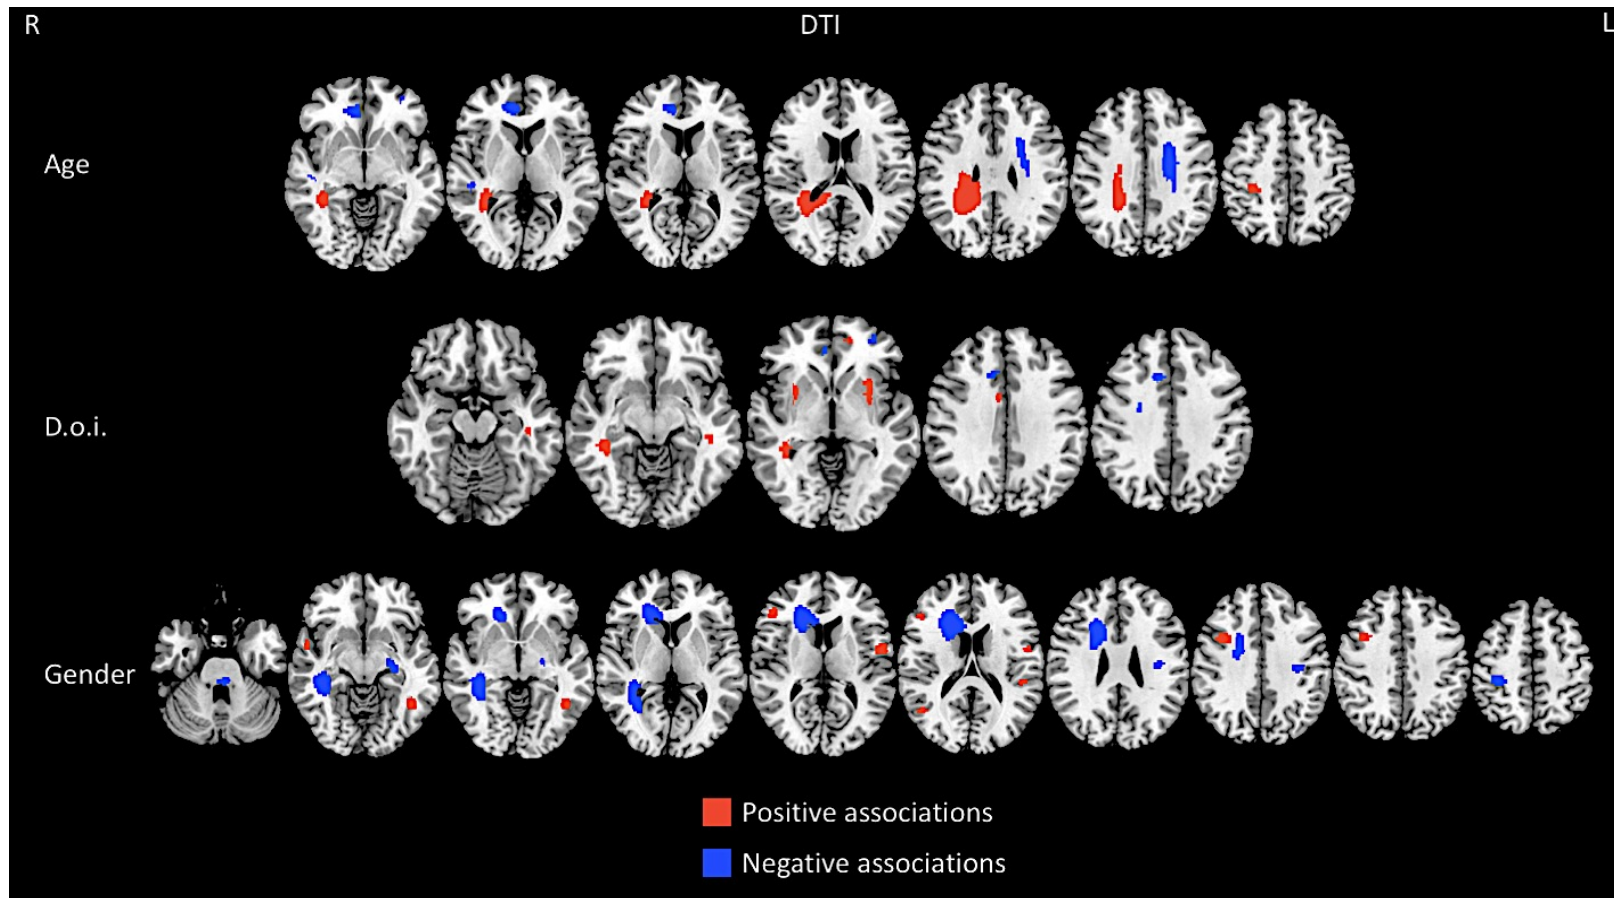 R DTI L
Age
D.o.i.
Gender
Positive associations
Negative associations